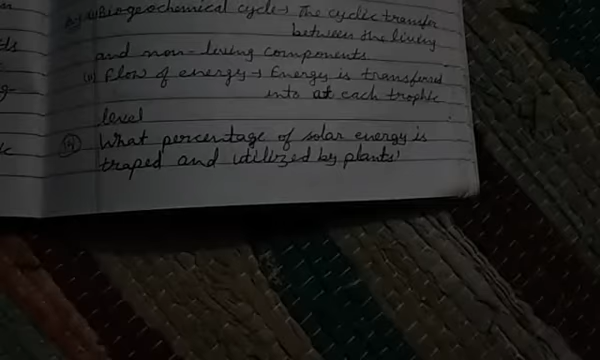 (i) Biogeochemical cycle → The cyclic transfer
between the living
and non-living components
(ii) Flow of energy → Energy is transferred
into at each trophic
level
What percentage of solar energy is
traped and utilized by plants'